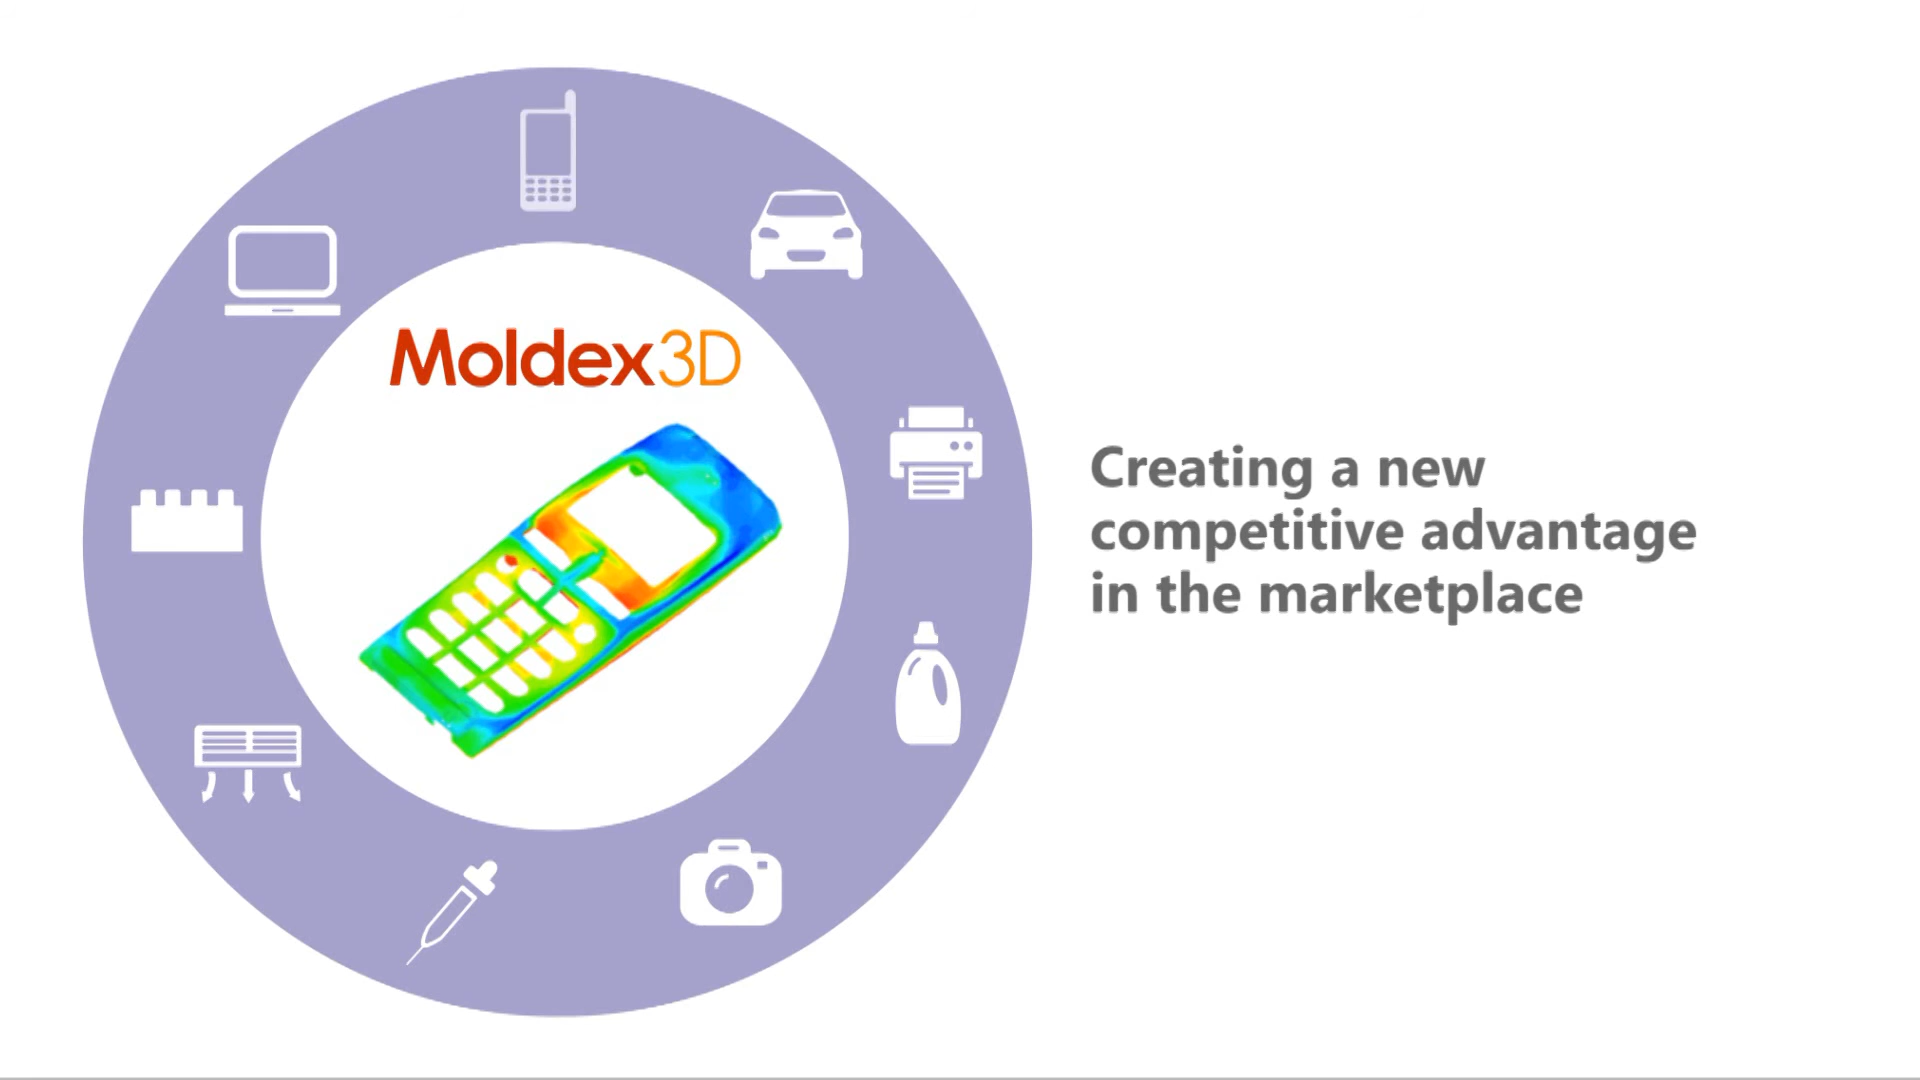 Moldex3D
Creating a new
competitive advantage
in the marketplace